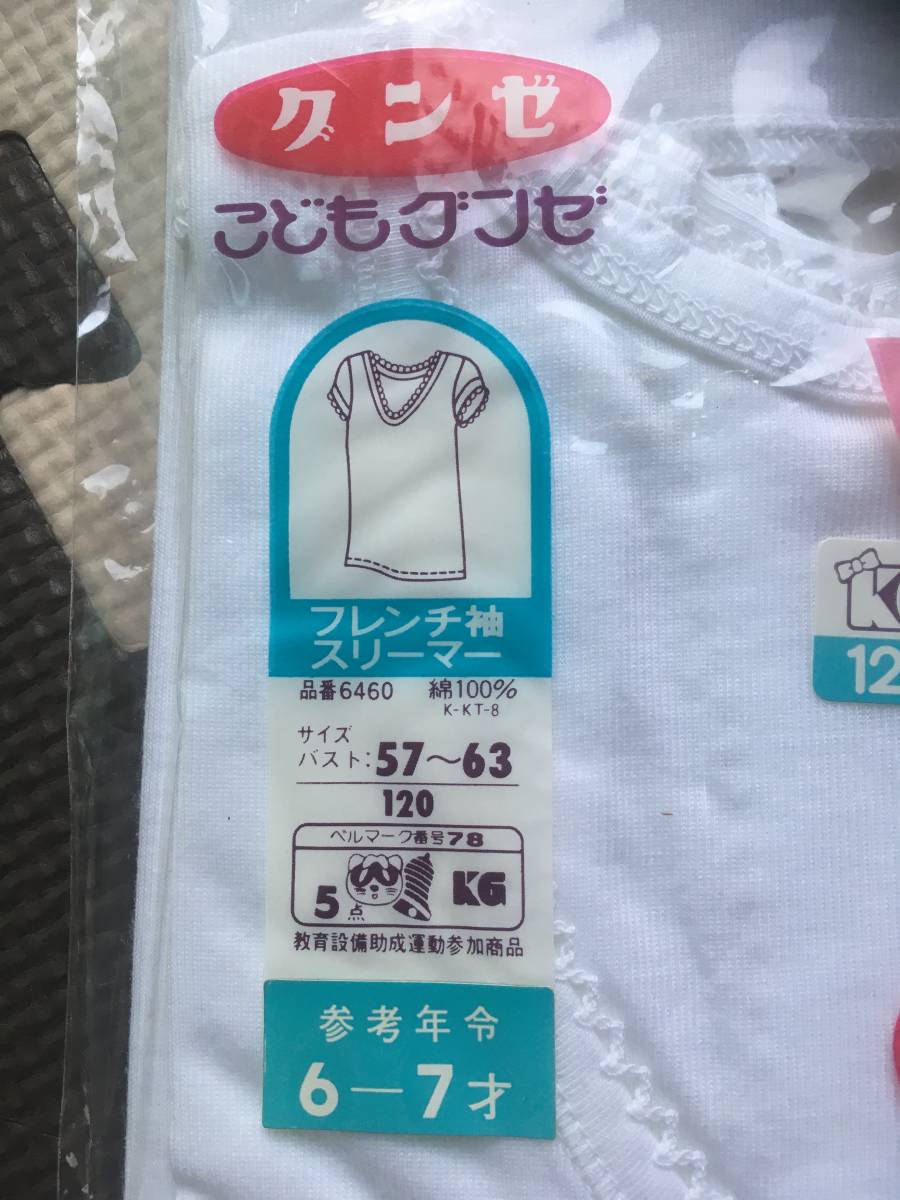 グンゼ
こどもグンゼ
フレンチ袖
スリーマー
品番6460 綿100%
K-KT-8
サイズ
バスト:57〜63
120
ベルマーク番号78
5点 KG
教育設備助成運動参加商品
参考年令
6—7才